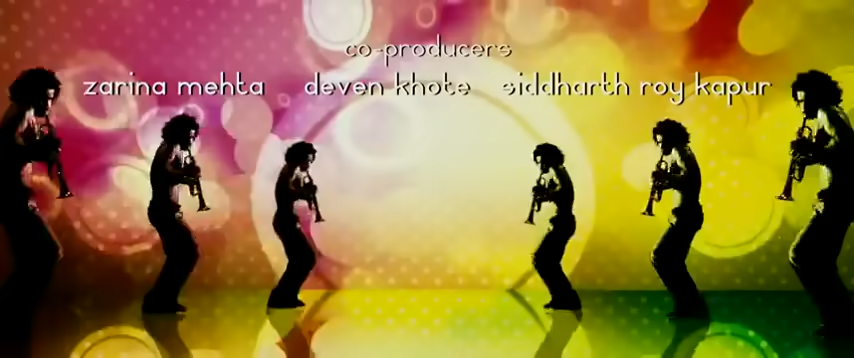 co-producers
zarina mehta deven khote siddharth roy kapur